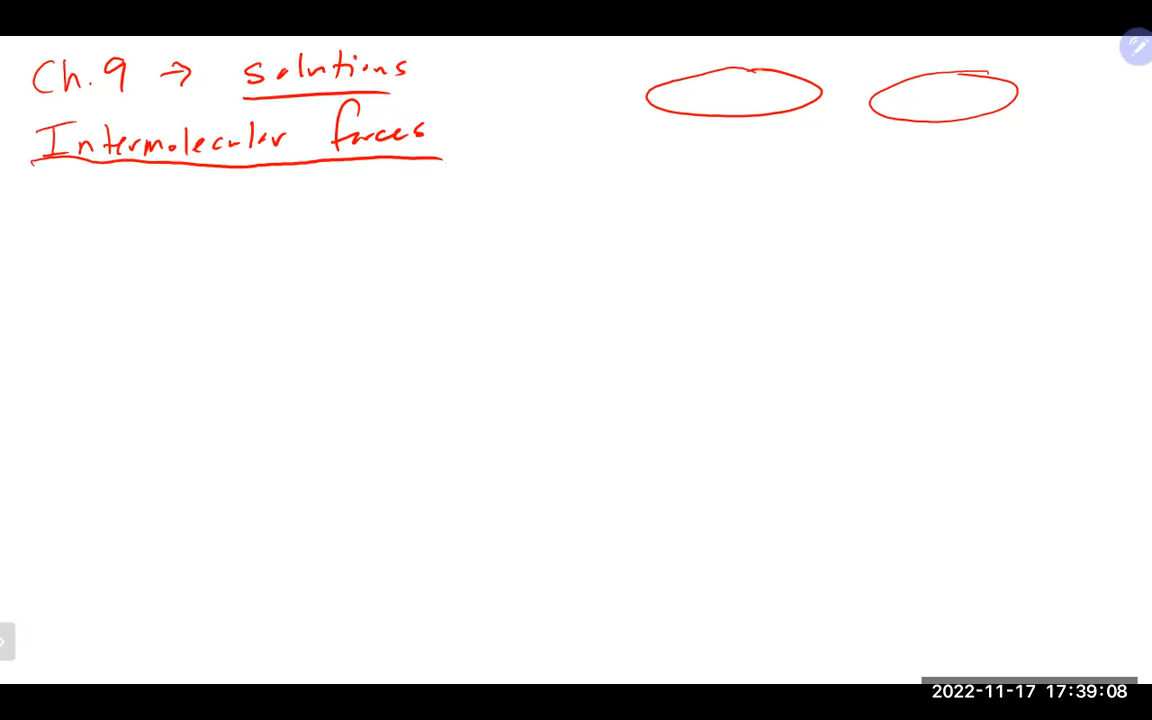 Ch. 9 → solutions
Intermolecular forces
2022-11-17 17:39:08